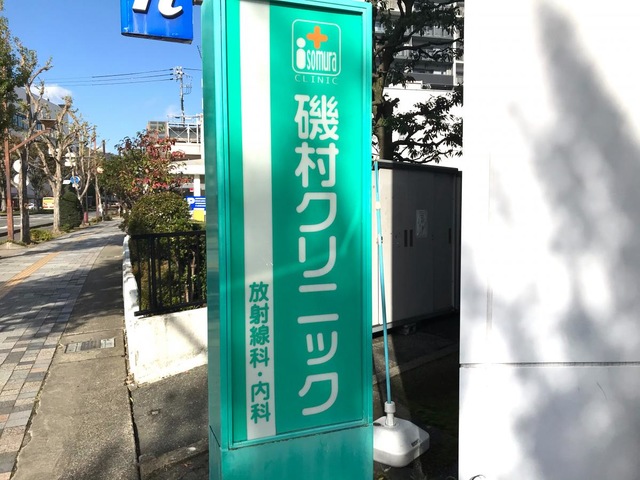 isomura
CLINIC
磯村クリニック
放射線科・内科